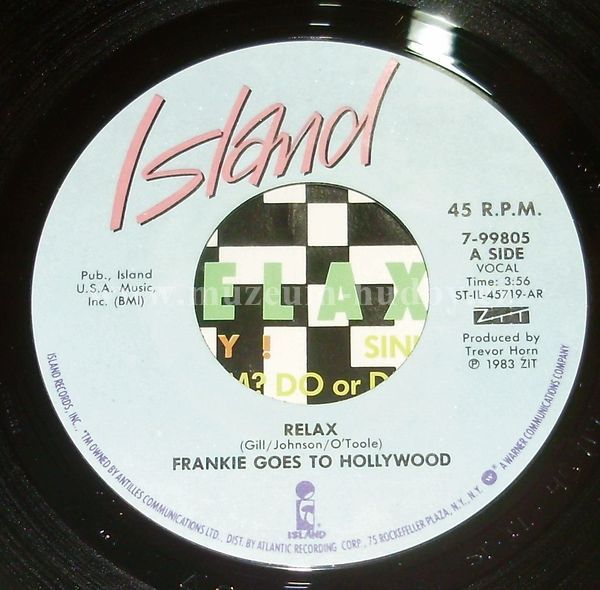 Island
45 R.P.M.
7-99805
A SIDE
VOCAL
Time: 3:56
ST-IL-45719-AR
ZTT
Produced by
Trevor Horn
℗ 1983 ZIT
Pub., Island
U.S.A. Music,
Inc. (BMI)
ELAX
Y !
DO or D
RELAX
(Gill/Johnson/O'Toole)
FRANKIE GOES TO HOLLYWOOD
ISLAND
ISLAND RECORDS, INC., *TM OWNED BY ANTILLES COMMUNICATIONS LTD., DIST. BY ATLANTIC RECORDING CORP., 75 ROCKEFELLER PLAZA, N.Y., N.Y. A WARNER COMMUNICATIONS COMPANY